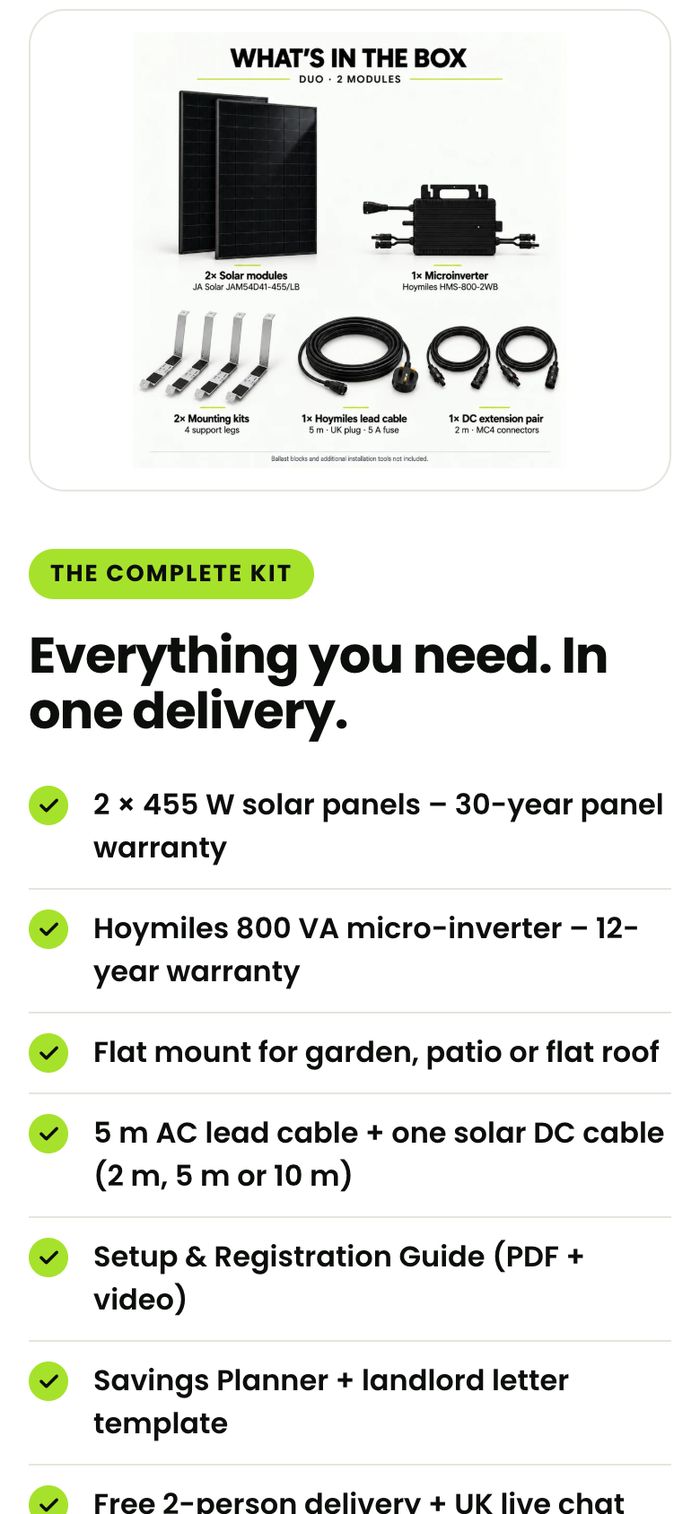 WHAT'S IN THE BOX
DUO · 2 MODULES
2× Solar modules
JA Solar JAM54D41-455/LB
1× Microinverter
Hoymiles HMS-800-2WB
2× Mounting kits
4 support legs
1× Hoymiles lead cable
5 m · UK plug · 5 A fuse
1× DC extension pair
2 m · MC4 connectors
Ballast blocks and additional installation tools not included.
THE COMPLETE KIT
Everything you need. In
one delivery.
2 × 455 W solar panels – 30-year panel
warranty
Hoymiles 800 VA micro-inverter – 12-
year warranty
Flat mount for garden, patio or flat roof
5 m AC lead cable + one solar DC cable
(2 m, 5 m or 10 m)
Setup & Registration Guide (PDF +
video)
Savings Planner + landlord letter
template
Free 2-person delivery + UK live chat